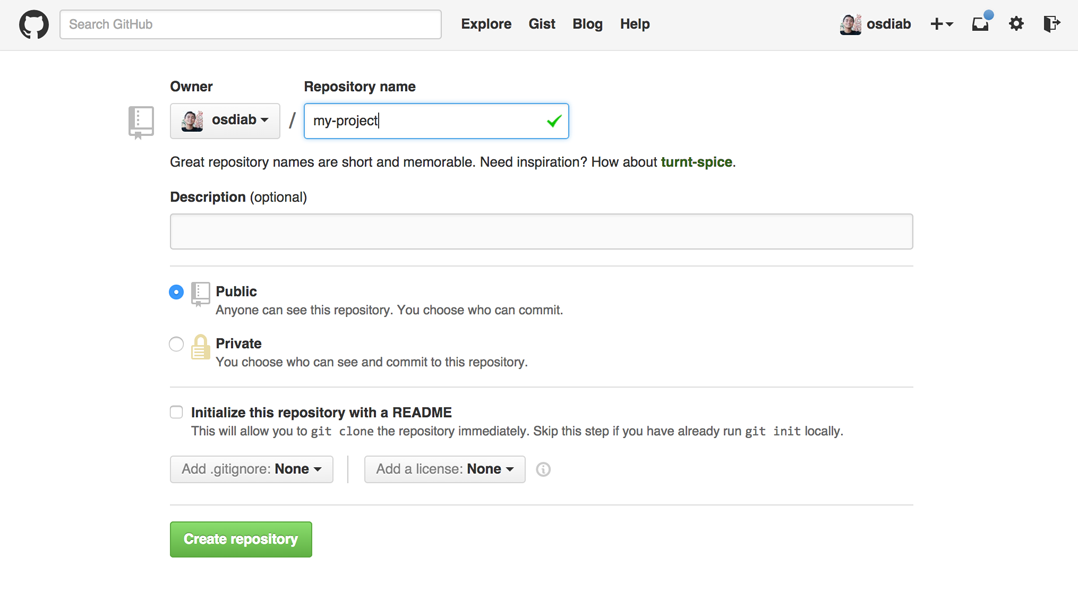 Search GitHub Explore Gist Blog Help osdiab
Owner Repository name
osdiab / my-project
Great repository names are short and memorable. Need inspiration? How about turnt-spice.
Description (optional)
Public
Anyone can see this repository. You choose who can commit.
Private
You choose who can see and commit to this repository.
Initialize this repository with a README
This will allow you to git clone the repository immediately. Skip this step if you have already run git init locally.
Add .gitignore: None Add a license: None
Create repository